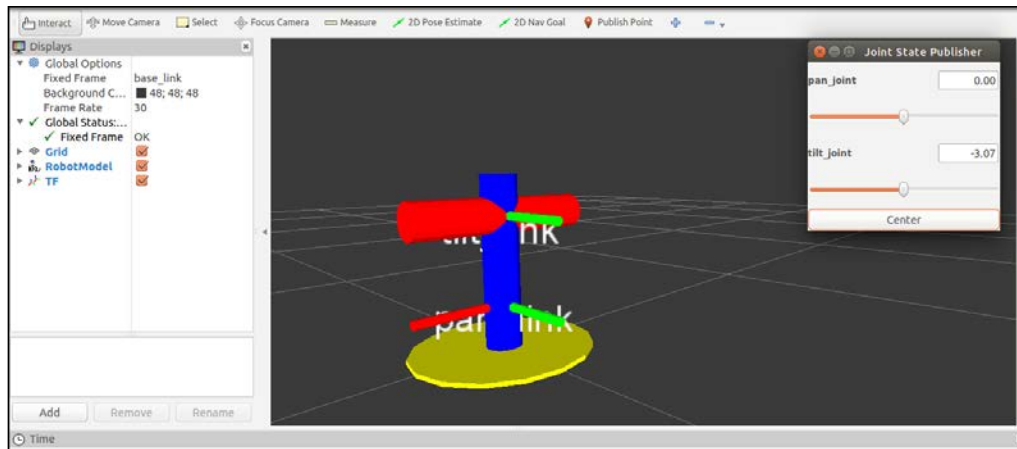 Interact Move Camera Select Focus Camera Measure 2D Pose Estimate 2D Nav Goal Publish Point
Displays
Global Options
Fixed Frame base_link
Background C... 48; 48; 48
Frame Rate 30
Global Status:...
Fixed Frame OK
Grid
RobotModel
TF
Add Remove Rename
Time
link
Joint State Publisher
pan_joint 0.00
tilt_joint -3.07
Center